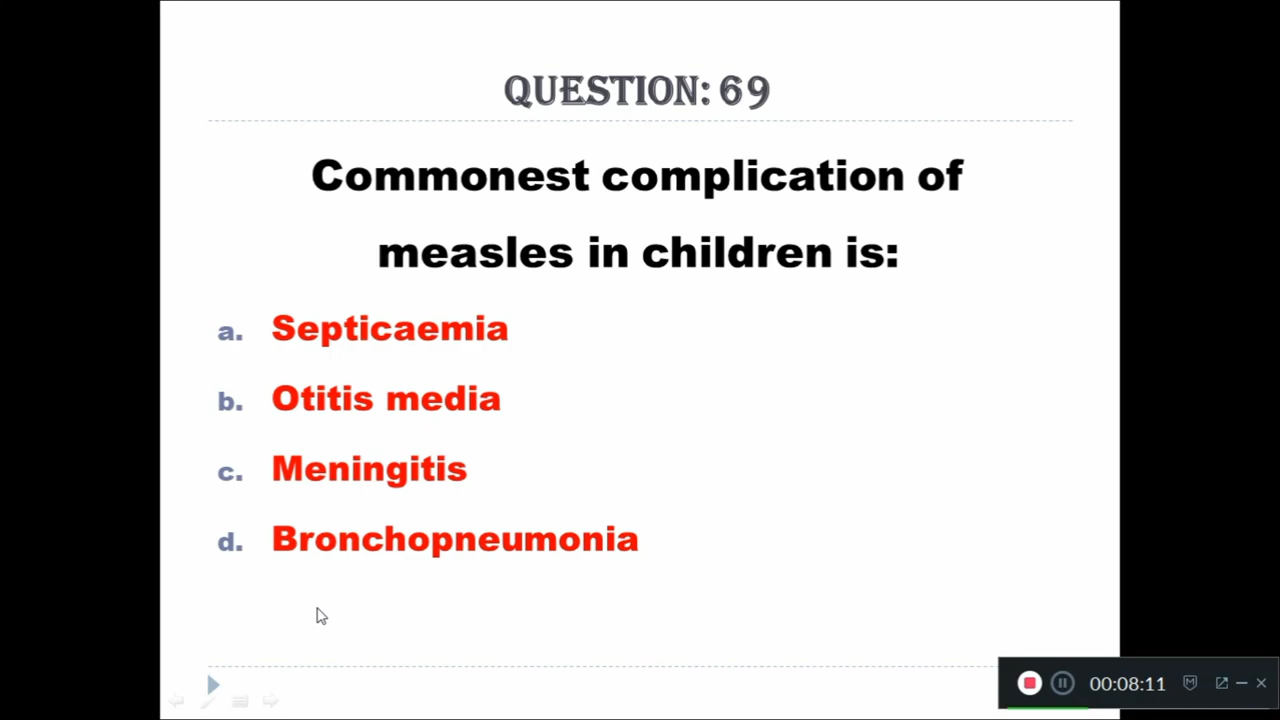 QUESTION: 69
Commonest complication of
measles in children is:
a. Septicaemia
b. Otitis media
c. Meningitis
d. Bronchopneumonia
00:08:11